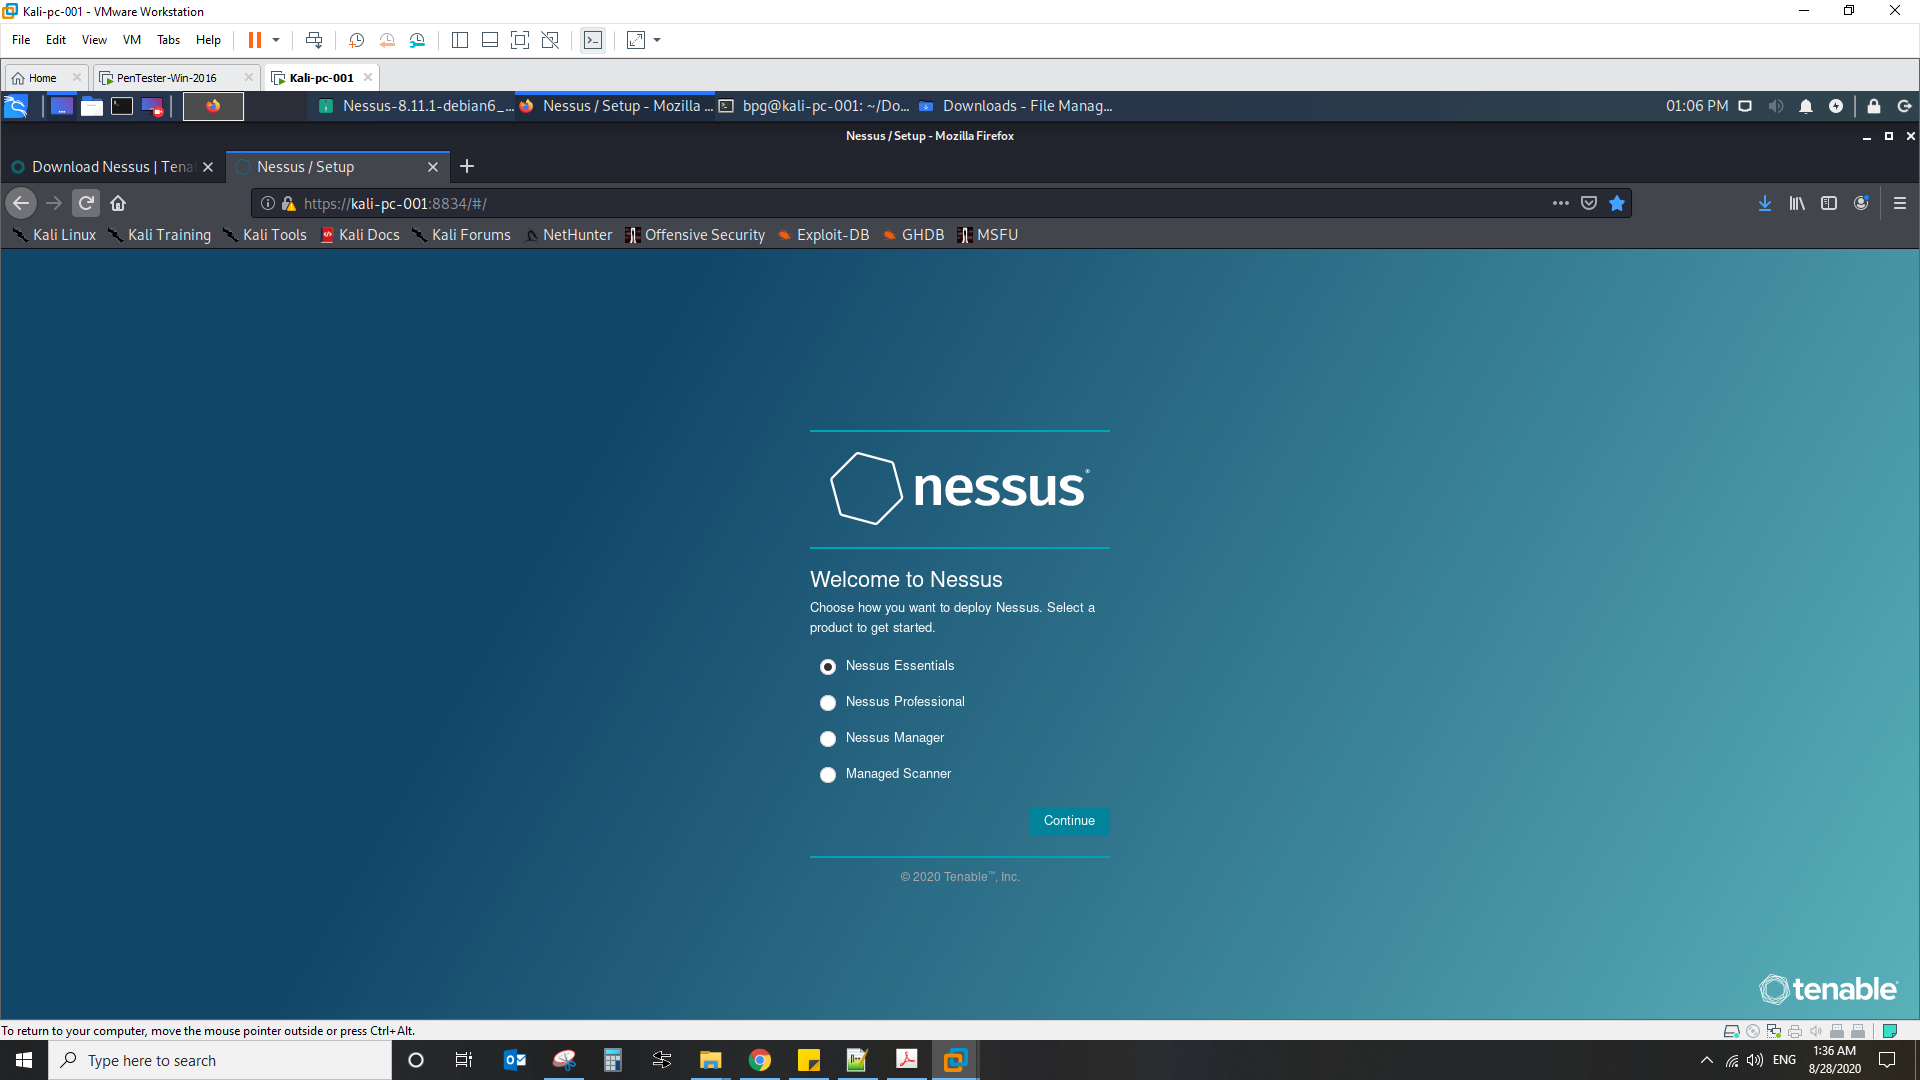 Kali-pc-001 - VMware Workstation
File Edit View VM Tabs Help
Home PenTester-Win-2016 Kali-pc-001
Nessus-8.11.1-debian6_... Nessus / Setup - Mozilla ... bpg@kali-pc-001: ~/Do... Downloads - File Manag... 01:06 PM
Nessus / Setup - Mozilla Firefox
Download Nessus | Tena Nessus / Setup
https://kali-pc-001:8834/#/
Kali Linux Kali Training Kali Tools Kali Docs Kali Forums NetHunter Offensive Security Exploit-DB GHDB MSFU
nessus®
Welcome to Nessus
Choose how you want to deploy Nessus. Select a
product to get started.
Nessus Essentials
Nessus Professional
Nessus Manager
Managed Scanner
Continue
© 2020 Tenable™, Inc.
tenable
To return to your computer, move the mouse pointer outside or press Ctrl+Alt.
Type here to search
ENG
1:36 AM
8/28/2020